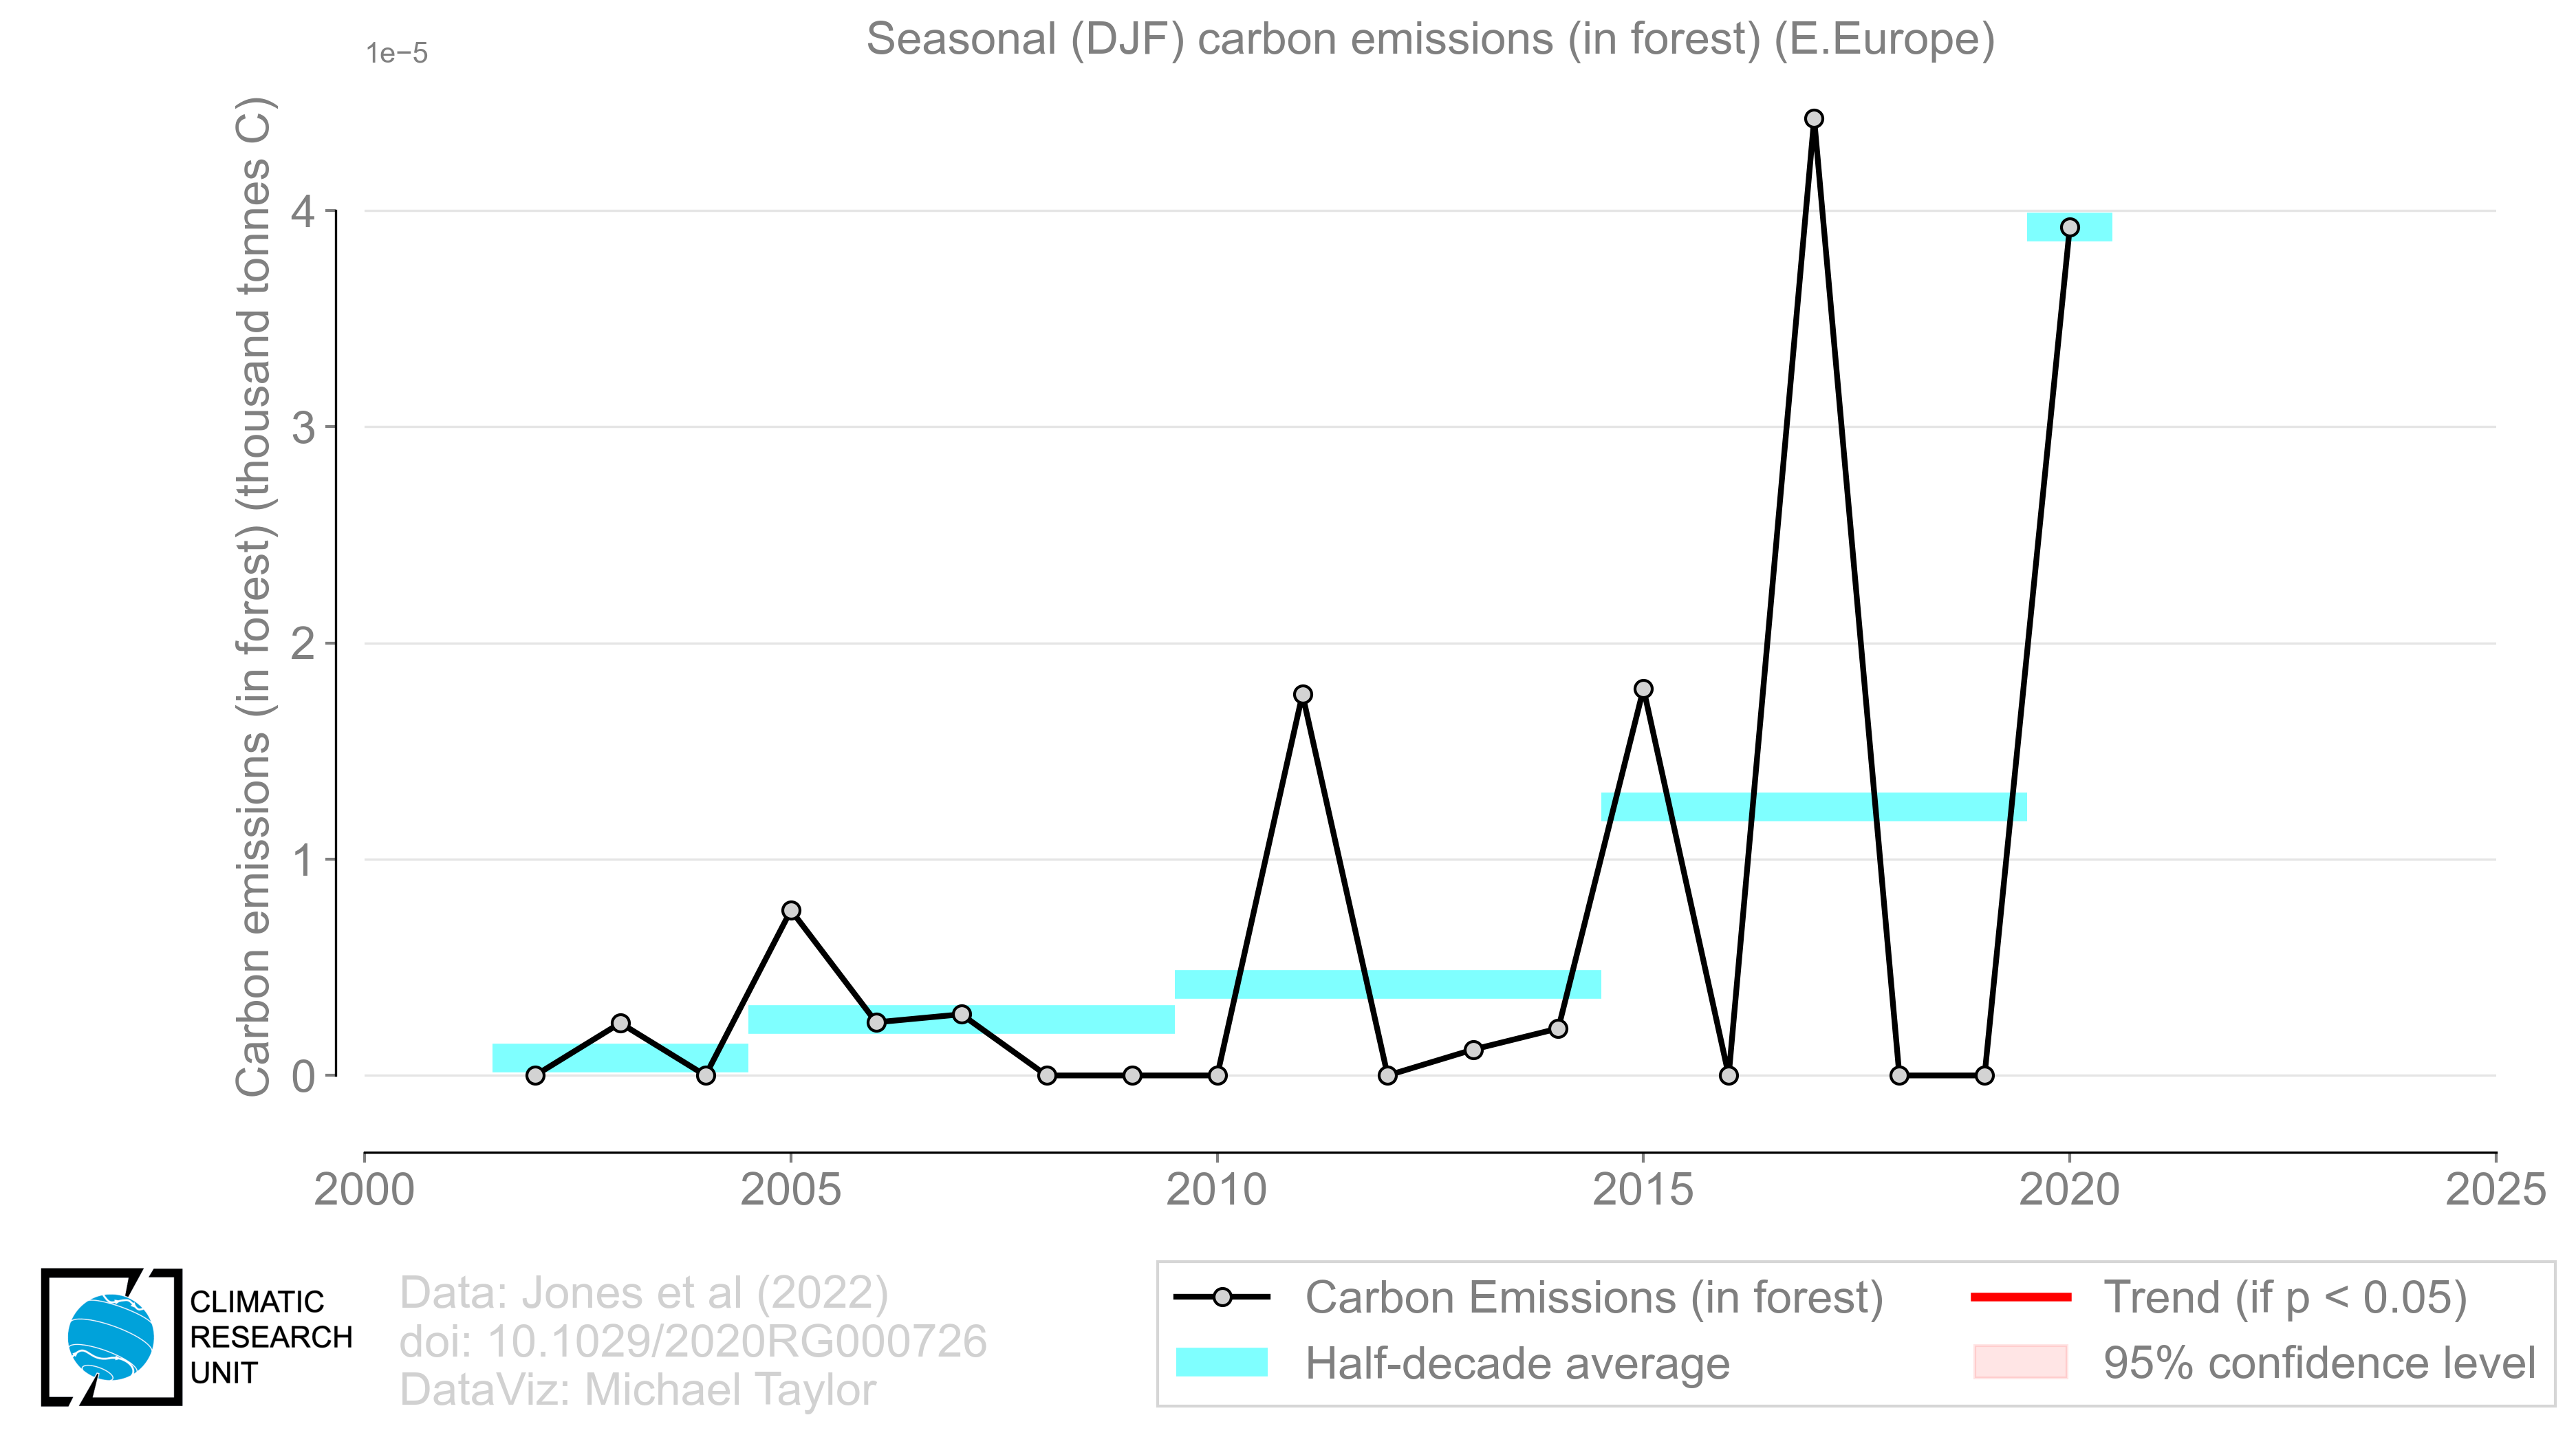 Seasonal (DJF) carbon emissions (in forest) (E.Europe)
1e−5
Carbon emissions (in forest) (thousand tonnes C)
4
3
2
1
0
2000
2005
2010
2015
2020
2025
CLIMATIC
RESEARCH
UNIT
Data: Jones et al (2022)
doi: 10.1029/2020RG000726
DataViz: Michael Taylor
Carbon Emissions (in forest)
Half-decade average
Trend (if p < 0.05)
95% confidence level